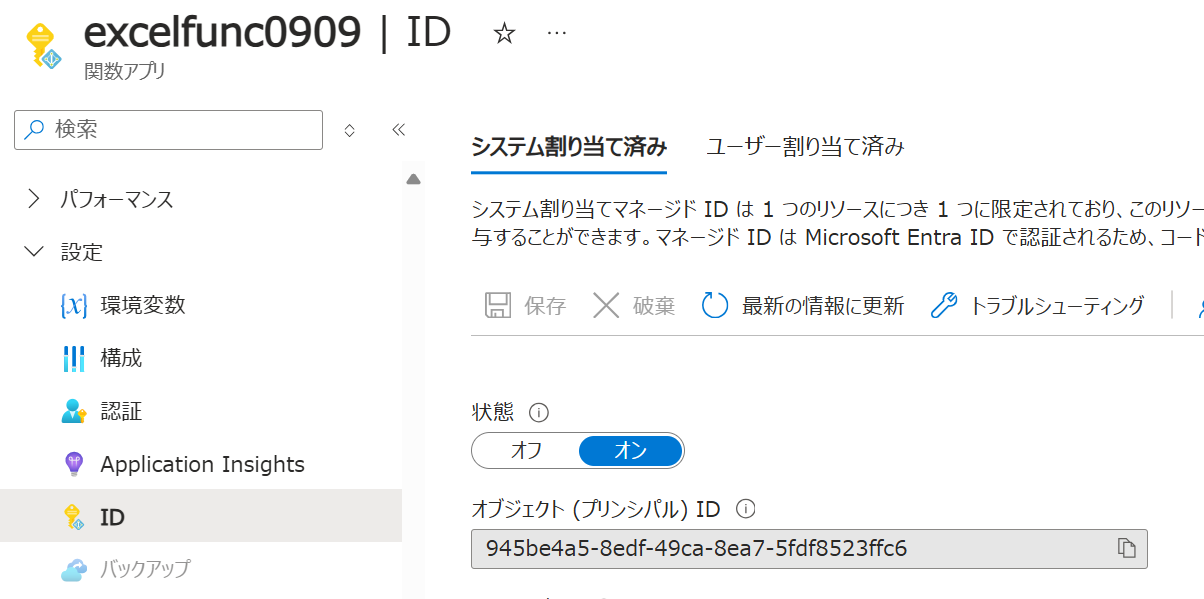 excelfunc0909 | ID
関数アプリ
検索
パフォーマンス
設定
環境変数
構成
認証
Application Insights
ID
バックアップ
システム割り当て済み ユーザー割り当て済み
システム割り当てマネージド ID は 1 つのリソースにつき 1 つに限定されており、このリソー
与することができます。マネージド ID は Microsoft Entra ID で認証されるため、コード
保存 破棄 最新の情報に更新 トラブルシューティング
状態
オフ オン
オブジェクト (プリンシパル) ID
945be4a5-8edf-49ca-8ea7-5fdf8523ffc6